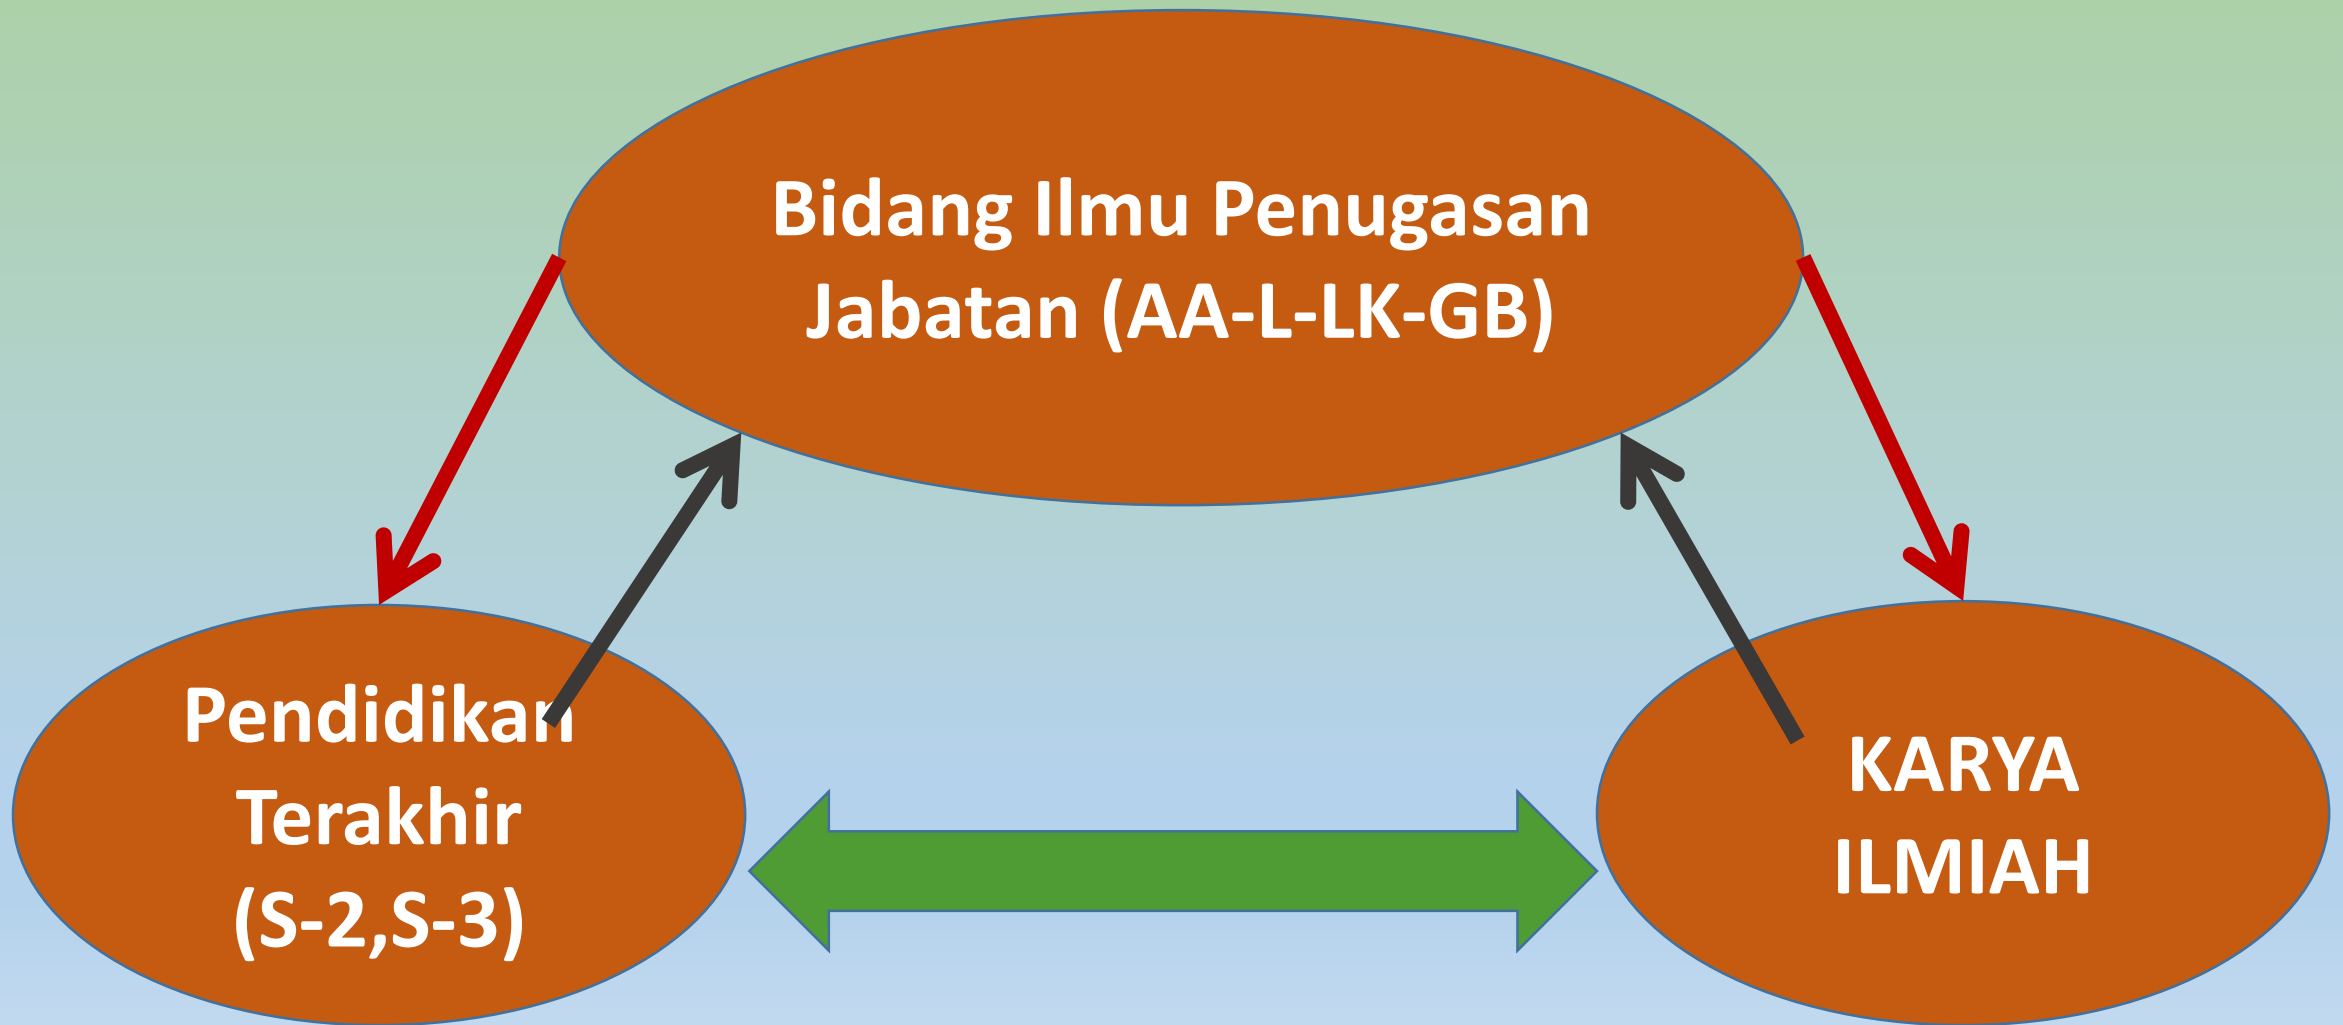 Bidang Ilmu Penugasan
Jabatan (AA-L-LK-GB)
Pendidikan
Terakhir
(S-2,S-3)
KARYA
ILMIAH